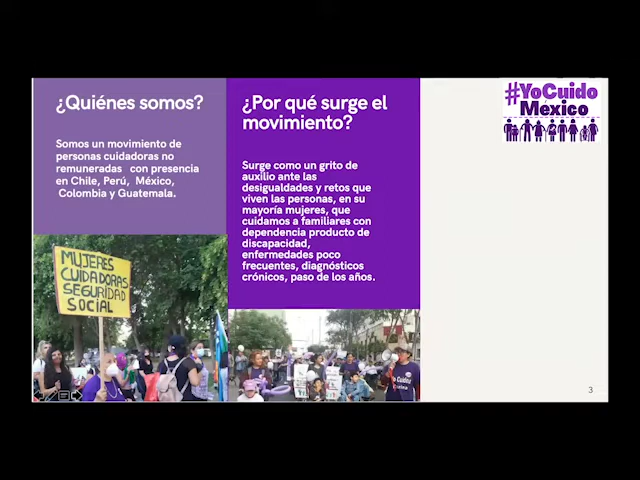 ¿Quiénes somos?
Somos un movimiento de
personas cuidadoras no
remuneradas con presencia
en Chile, Perú, México,
Colombia y Guatemala.
MUJERES
CUIDADORAS
SEGURIDAD
SOCIAL
¿Por qué surge el
movimiento?
Surge como un grito de
auxilio ante las
desigualdades y retos que
viven las personas, en su
mayoría mujeres, que
cuidamos a familiares con
dependencia producto de
discapacidad,
enfermedades poco
frecuentes, diagnósticos
crónicos, paso de los años.
#YoCuido
México
3